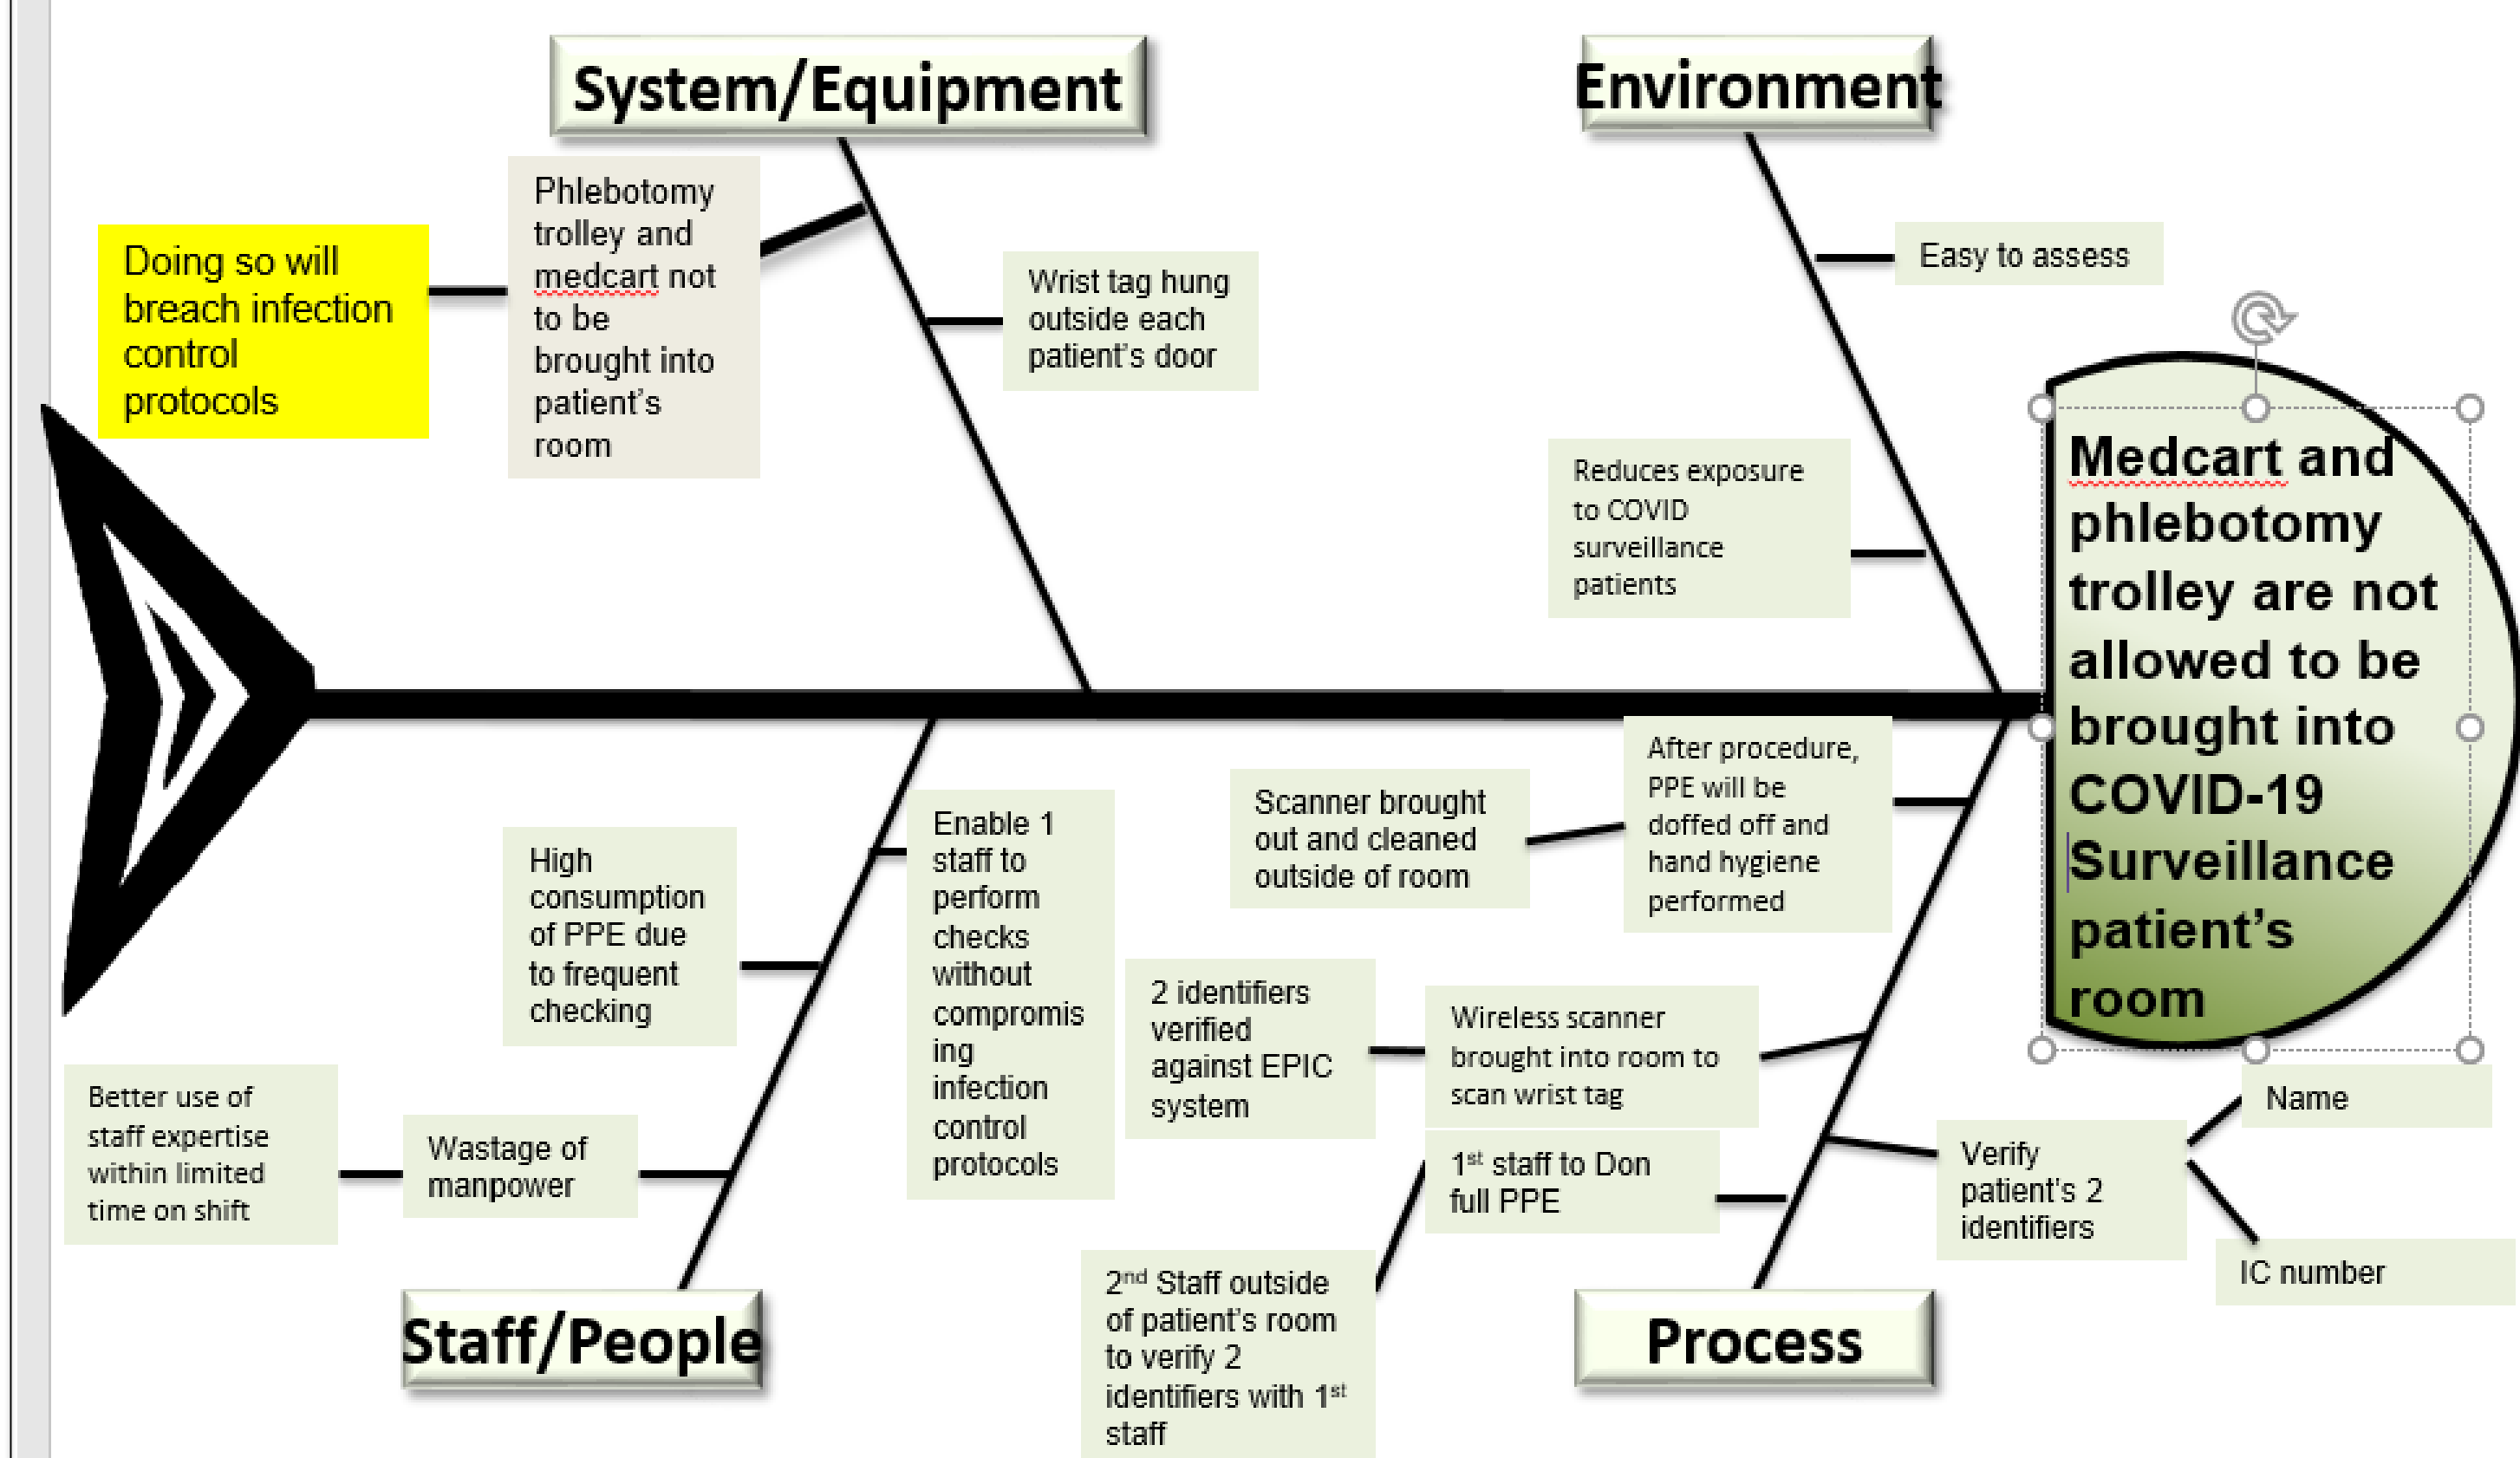 System/Equipment
Environment
Doing so will
breach infection
control
protocols
Phlebotomy
trolley and
medcart not
to be
brought into
patient's
room
Wrist tag hung
outside each
patient's door
Easy to assess
Reduces exposure
to COVID
surveillance
patients
Medcart and
phlebotomy
trolley are not
allowed to be
brought into
COVID-19
Surveillance
patient's
room
High
consumption
of PPE due
to frequent
checking
Better use of
staff expertise
within limited
time on shift
Wastage of
manpower
Enable 1
staff to
perform
checks
without
compromis
ing
infection
control
protocols
Scanner brought
out and cleaned
outside of room
After procedure,
PPE will be
doffed off and
hand hygiene
performed
2 identifiers
verified
against EPIC
system
Wireless scanner
brought into room to
scan wrist tag
1st staff to Don
full PPE
2nd Staff outside
of patient's room
to verify 2
identifiers with 1st
staff
Verify
patient's 2
identifiers
Name
IC number
Staff/People
Process